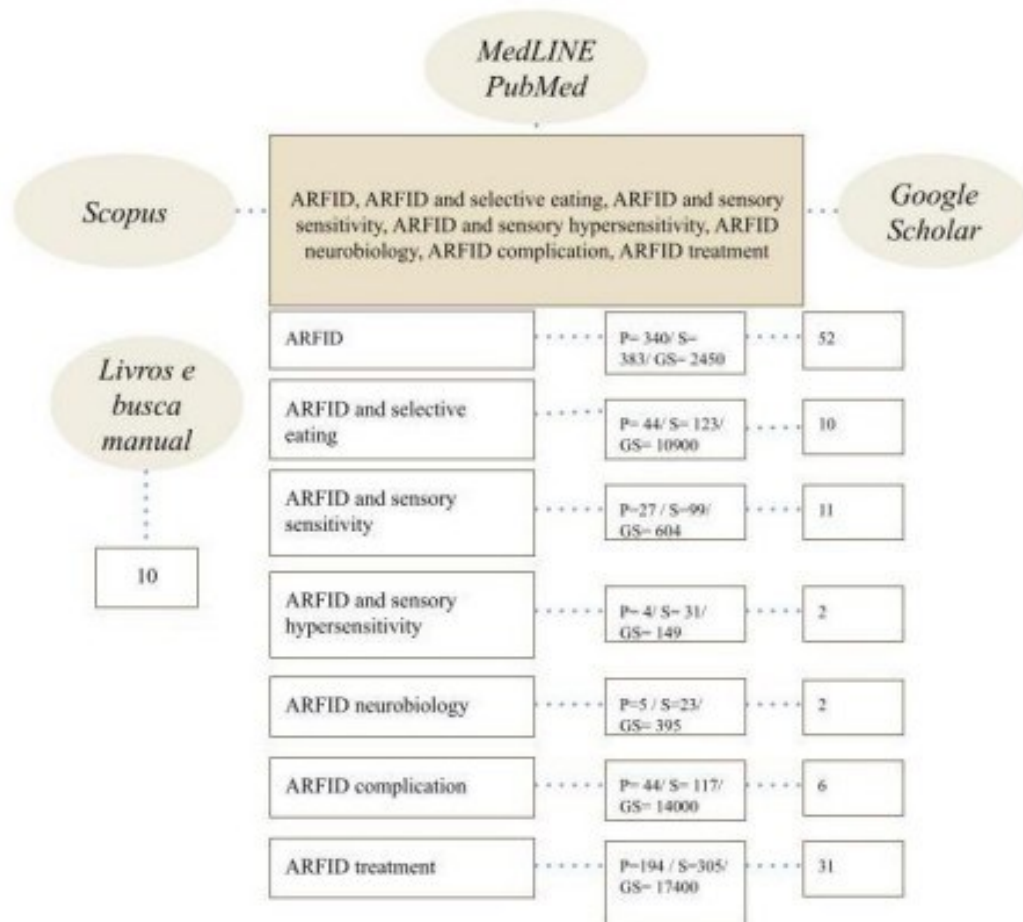 MedLINE
PubMed
Scopus
ARFID, ARFID and selective eating, ARFID and sensory
sensitivity, ARFID and sensory hypersensitivity, ARFID
neurobiology, ARFID complication, ARFID treatment
Google
Scholar
Livros e
busca
manual
10
ARFID
P= 340/ S=
383/ GS= 2450
52
ARFID and selective
eating
P= 44/ S= 123/
GS= 10900
10
ARFID and sensory
sensitivity
P=27 / S=99/
GS= 604
11
ARFID and sensory
hypersensitivity
P= 4/ S= 31/
GS= 149
2
ARFID neurobiology
P=5 / S=23/
GS= 395
2
ARFID complication
P= 44/ S= 117/
GS= 14000
6
ARFID treatment
P=194 / S=305/
GS= 17400
31